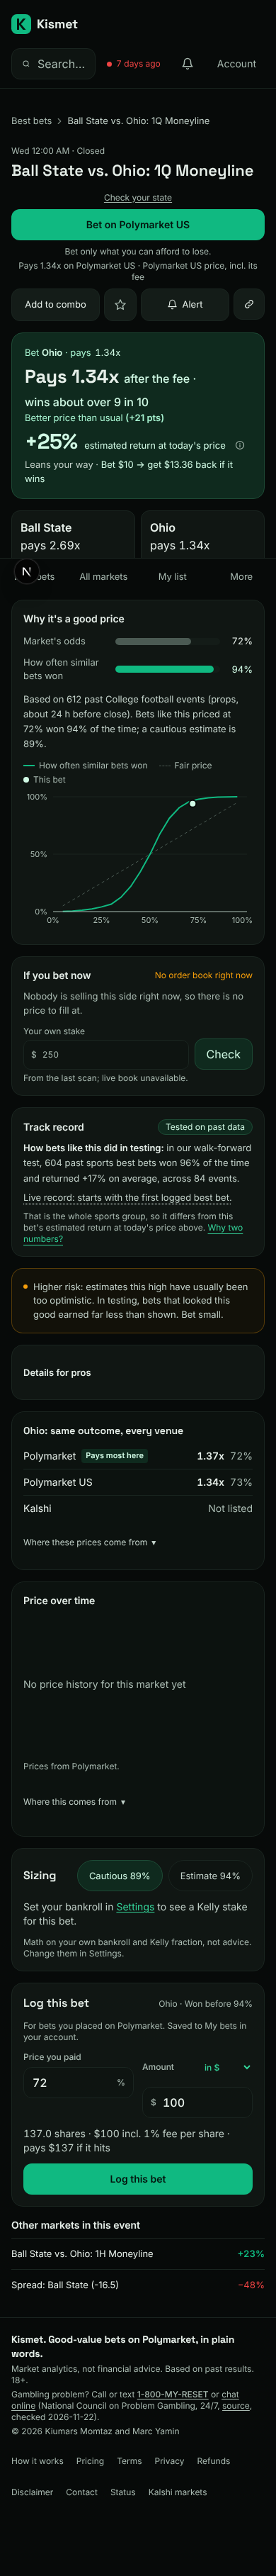 Kismet
Search...
7 days ago
Account
Best bets > Ball State vs. Ohio: 1Q Moneyline
Wed 12:00 AM · Closed
Ball State vs. Ohio: 1Q Moneyline
Check your state
Bet on Polymarket US
Bet only what you can afford to lose.
Pays 1.34x on Polymarket US · Polymarket US price, incl. its
fee
Add to combo
Alert
Bet Ohio · pays 1.34x
Pays 1.34x after the fee ·
wins about over 9 in 10
Better price than usual (+21 pts)
+25% estimated return at today's price
Leans your way · Bet $10 → get $13.36 back if it
wins
Ball State
pays 2.69x
Ohio
pays 1.34x
N
bets
All markets
My list
More
Why it's a good price
Market's odds
72%
How often similar
bets won
94%
Based on 612 past College football events (props,
about 24 h before close). Bets like this priced at
72% won 94% of the time; a cautious estimate is
89%.
How often similar bets won
Fair price
This bet
100%
50%
0%
0%
25%
50%
75%
100%
If you bet now
No order book right now
Nobody is selling this side right now, so there is no
price to fill at.
Your own stake
$ 250
Check
From the last scan; live book unavailable.
Track record
Tested on past data
How bets like this did in testing: in our walk-forward
test, 604 past sports best bets won 96% of the time
and returned +17% on average, across 84 events.
Live record: starts with the first logged best bet.
That is the whole sports group, so it differs from this
bet's estimated return at today's price above. Why two
numbers?
Higher risk: estimates this high have usually been
too optimistic. In testing, bets that looked this
good earned far less than shown. Bet small.
Details for pros
Ohio: same outcome, every venue
Polymarket
Pays most here
1.37x 72%
Polymarket US
1.34x 73%
Kalshi
Not listed
Where these prices come from ▾
Price over time
No price history for this market yet
Prices from Polymarket.
Where this comes from ▾
Sizing
Cautious 89%
Estimate 94%
Set your bankroll in Settings to see a Kelly stake
for this bet.
Math on your own bankroll and Kelly fraction, not advice.
Change them in Settings.
Log this bet
Ohio · Won before 94%
For bets you placed on Polymarket. Saved to My bets in
your account.
Price you paid
72 %
Amount
in $
$ 100
137.0 shares · $100 incl. 1% fee per share ·
pays $137 if it hits
Log this bet
Other markets in this event
Ball State vs. Ohio: 1H Moneyline
+23%
Spread: Ball State (-16.5)
−48%
Kismet. Good-value bets on Polymarket, in plain
words.
Market analytics, not financial advice. Based on past results.
18+.
Gambling problem? Call or text 1-800-MY-RESET or chat
online (National Council on Problem Gambling, 24/7, source,
checked 2026-11-22).
© 2026 Kiumars Momtaz and Marc Yamin
How it works
Pricing
Terms
Privacy
Refunds
Disclaimer
Contact
Status
Kalshi markets